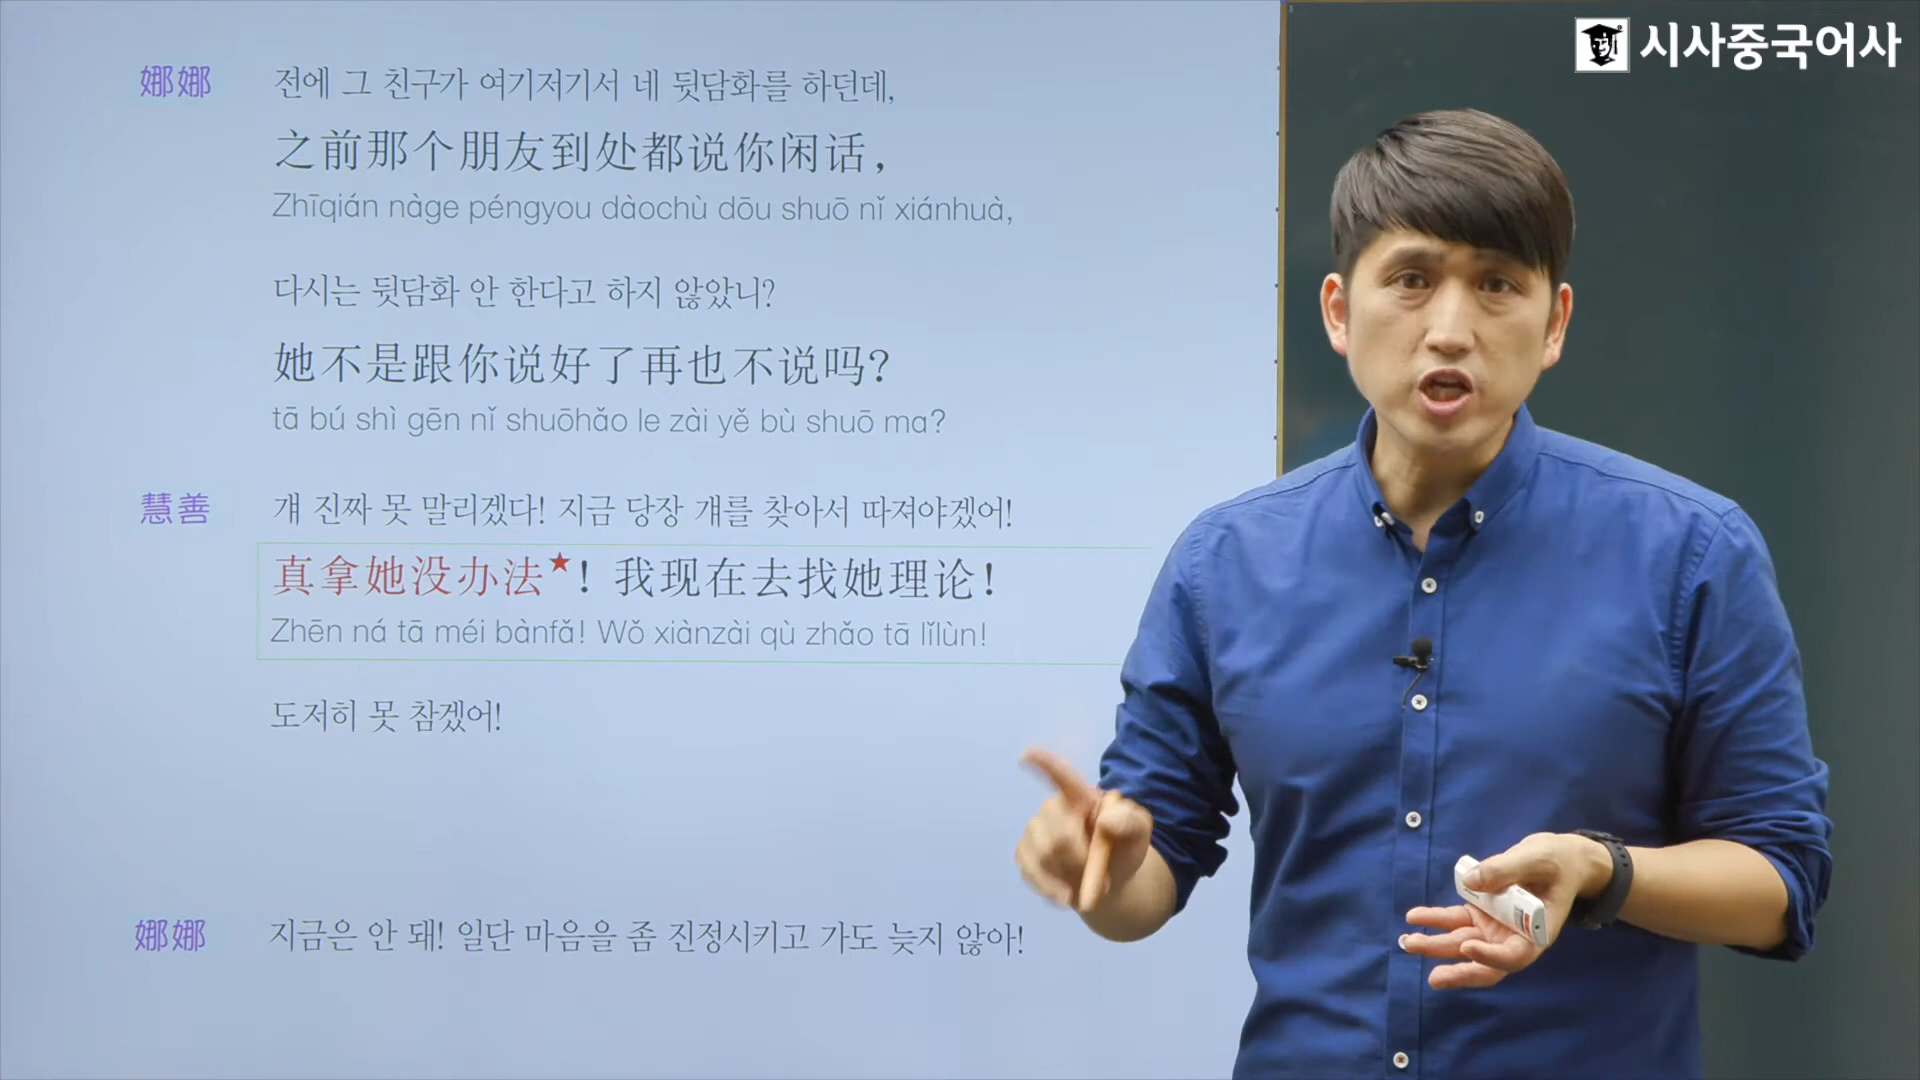 시사중국어사
娜娜 전에 그 친구가 여기저기서 네 뒷담화를 하던데,
之前那个朋友到处都说你闲话，
Zhīqián nàge péngyou dàochù dōu shuō nǐ xiánhuà,
다시는 뒷담화 안 한다고 하지 않았니?
她不是跟你说好了再也不说吗？
tā bú shì gēn nǐ shuōhǎo le zài yě bù shuō ma?
慧善 걔 진짜 못 말리겠다! 지금 당장 걔를 찾아서 따져야겠어!
真拿她没办法★！我现在去找她理论！
Zhēn ná tā méi bànfǎ! Wǒ xiànzài qù zhǎo tā lǐlùn!
도저히 못 참겠어!
娜娜 지금은 안 돼! 일단 마음을 좀 진정시키고 가도 늦지 않아!